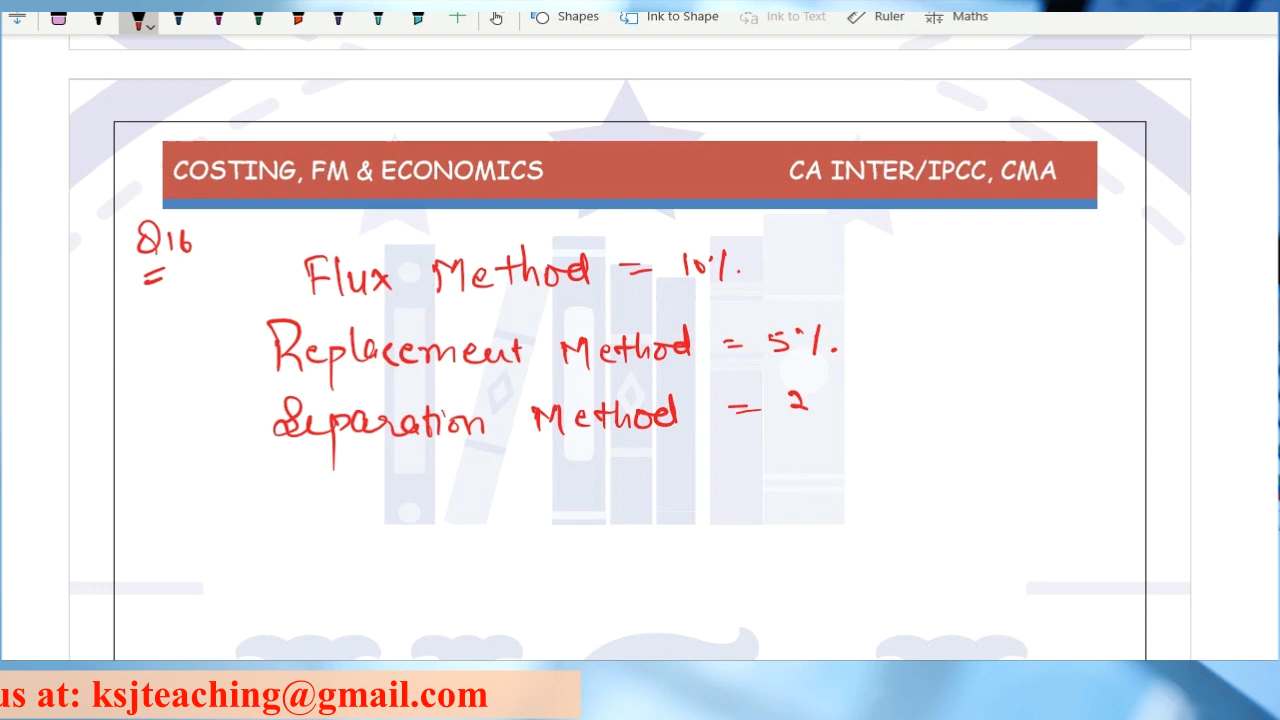 Shapes Ink to Shape Ink to Text Ruler Maths
COSTING, FM & ECONOMICS CA INTER/IPCC, CMA
Q16
Flux Method = 10%.
Replacement Method = 5%.
Separation Method = 2
us at: ksjteaching@gmail.com